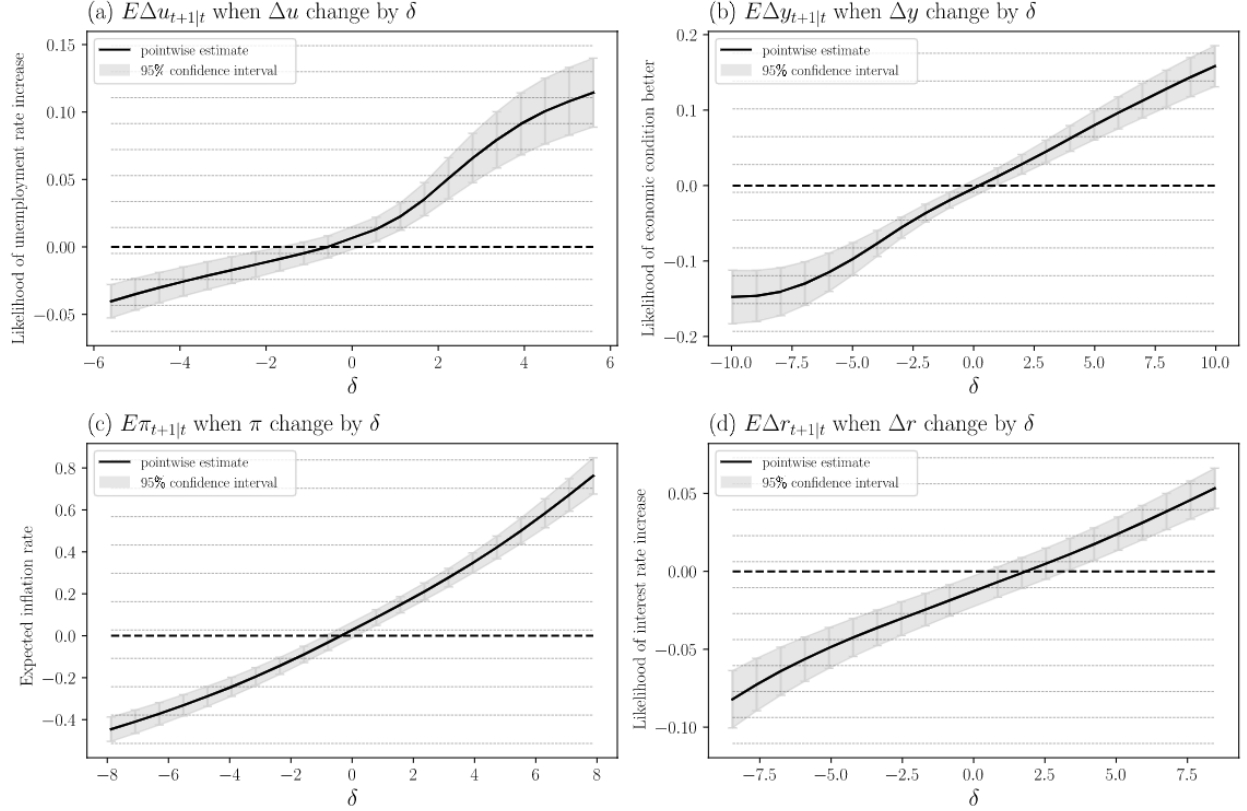 (a) EΔu_{t+1|t} when Δu change by δ
pointwise estimate
95% confidence interval
Likelihood of unemployment rate increase
0.15
0.10
0.05
0.00
−0.05
−6
−4
−2
0
2
4
6
δ
(b) EΔy_{t+1|t} when Δy change by δ
pointwise estimate
95% confidence interval
Likelihood of economic condition better
0.2
0.1
0.0
−0.1
−0.2
−10.0
−7.5
−5.0
−2.5
0.0
2.5
5.0
7.5
10.0
δ
(c) Eπ_{t+1|t} when π change by δ
pointwise estimate
95% confidence interval
Expected inflation rate
0.8
0.6
0.4
0.2
0.0
−0.2
−0.4
−8
−6
−4
−2
0
2
4
6
8
δ
(d) EΔr_{t+1|t} when Δr change by δ
pointwise estimate
95% confidence interval
Likelihood of interest rate increase
0.05
0.00
−0.05
−0.10
−7.5
−5.0
−2.5
0.0
2.5
5.0
7.5
δ